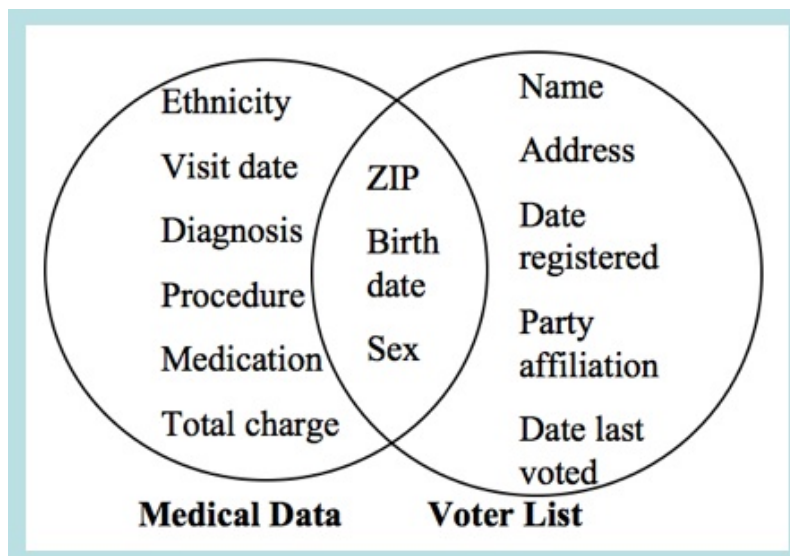 Ethnicity
Visit date
Diagnosis
Procedure
Medication
Total charge
ZIP
Birth
date
Sex
Name
Address
Date
registered
Party
affiliation
Date last
voted
Medical Data
Voter List